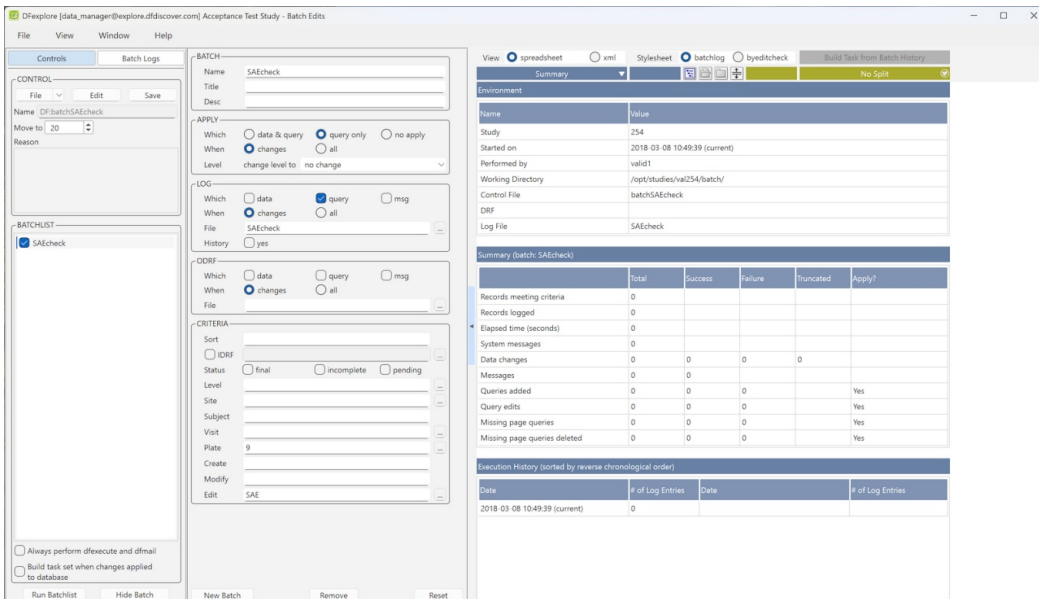 DFexplore [data_manager@explore.dfdiscover.com] Acceptance Test Study - Batch Edits
File View Window Help
Controls Batch Logs
CONTROL
File Edit Save
Name DF:batchSAEcheck
Move to 20
Reason
BATCHLIST
SAEcheck
Always perform dfexecute and dfmail
Build task set when changes applied
to database
Run Batchlist Hide Batch
BATCH
Name SAEcheck
Title
Desc
APPLY
Which data & query query only no apply
When changes all
Level change level to no change
LOG
Which data query msg
When changes all
File SAEcheck
History yes
ODRF
Which data query msg
When changes all
File
CRITERIA
Sort
IDRF
Status final incomplete pending
Level
Site
Subject
Visit
Plate 9
Create
Modify
Edit SAE
New Batch Remove Reset
View spreadsheet xml Stylesheet batchlog byeditcheck Build Task from Batch History
Summary No Split
Environment
Name Value
Study 254
Started on 2018-03-08 10:49:39 (current)
Performed by valid1
Working Directory /opt/studies/val254/batch/
Control File batchSAEcheck
DRF
Log File SAEcheck
Summary (batch: SAEcheck)
Total Success Failure Truncated Apply?
Records meeting criteria 0
Records logged 0
Elapsed time (seconds) 0
System messages 0
Data changes 0 0 0 0
Messages 0 0
Queries added 0 0 0 Yes
Query edits 0 0 0 Yes
Missing page queries 0 0 0 Yes
Missing page queries deleted 0 0 0 Yes
Execution History (sorted by reverse chronological order)
Date # of Log Entries Date # of Log Entries
2018-03-08 10:49:39 (current) 0